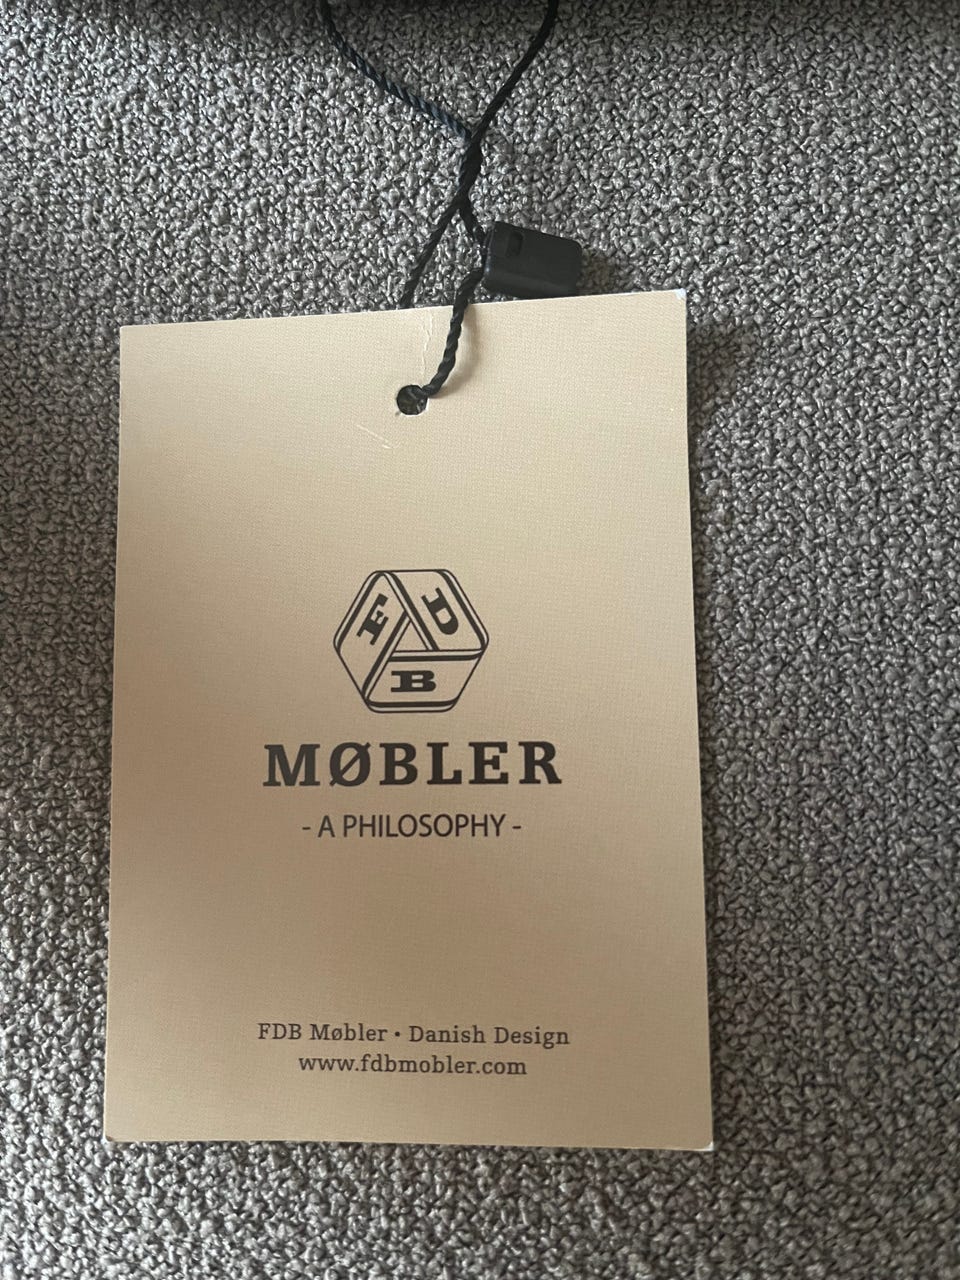 F D B
MØBLER
- A PHILOSOPHY -
FDB Møbler • Danish Design
www.fdbmobler.com